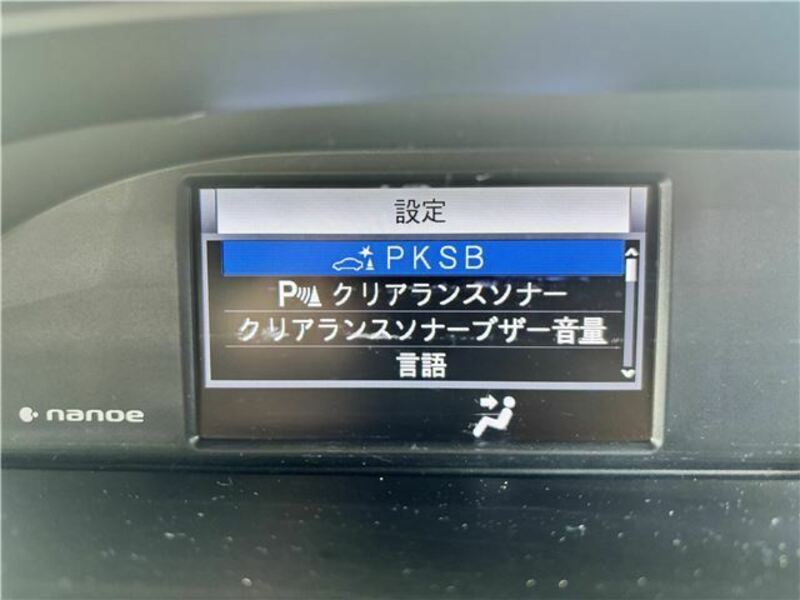 設定
PKSB
P クリアランスソナー
クリアランスソナーブザー音量
言語
nanoe